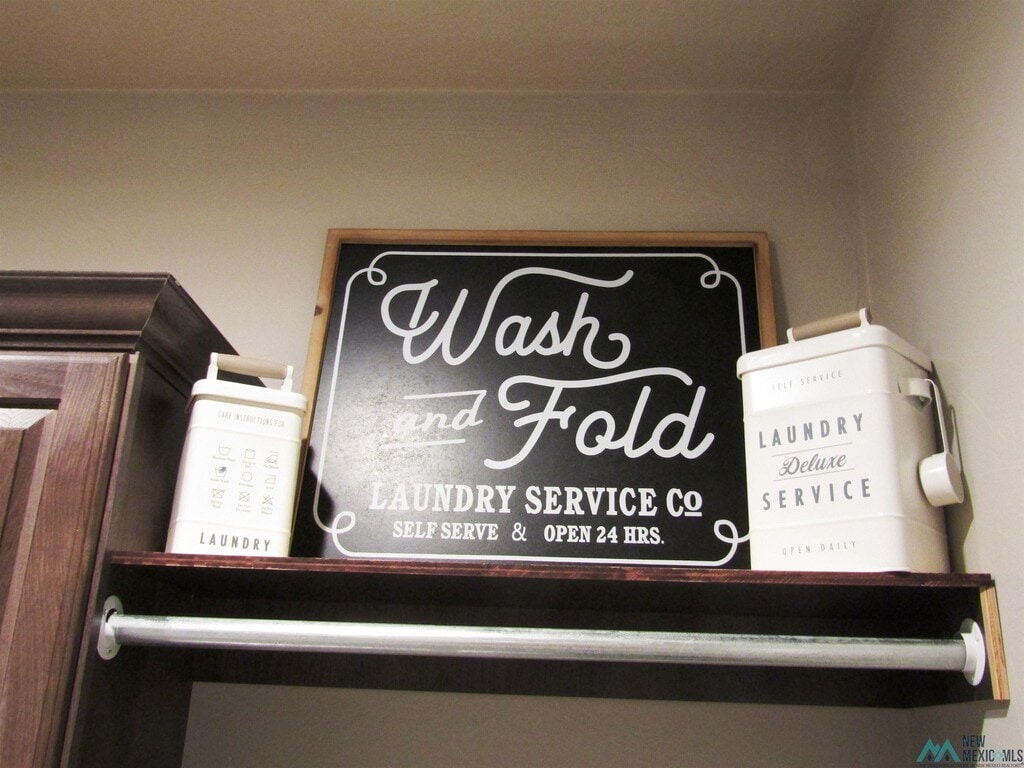 Wash
and Fold
LAUNDRY SERVICE CO
SELF SERVE & OPEN 24 HRS.
CARE INSTRUCTIONS FOR
LAUNDRY
SELF SERVICE
LAUNDRY
Deluxe
SERVICE
OPEN DAILY
NEW
MEXICO MLS